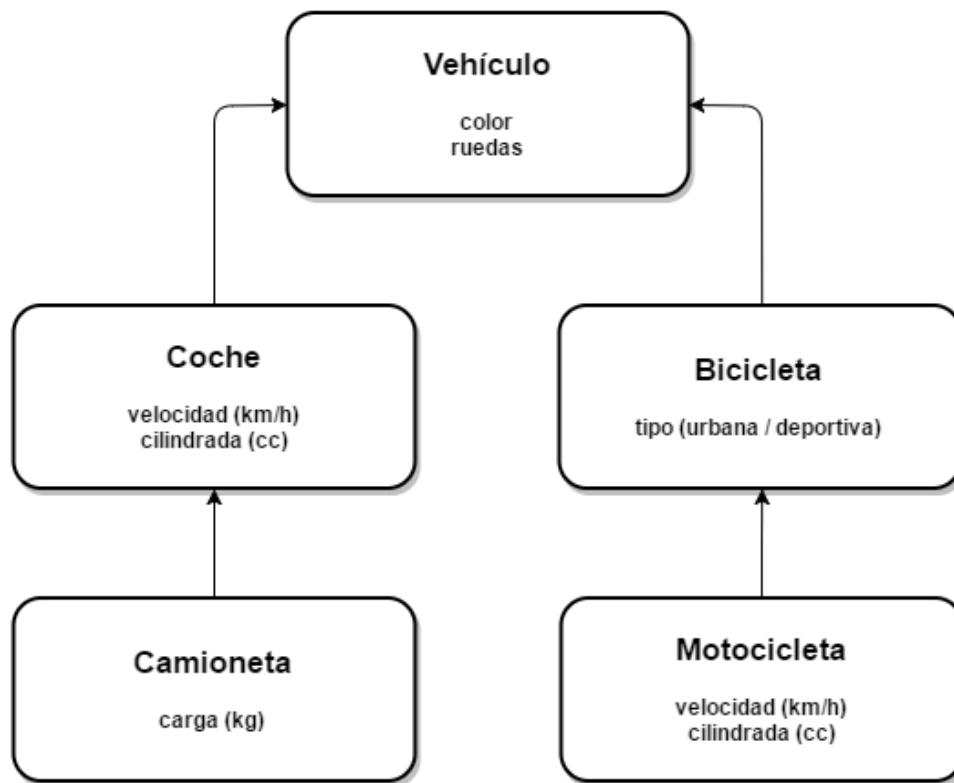 Vehículo
color
ruedas
Coche
velocidad (km/h)
cilindrada (cc)
Bicicleta
tipo (urbana / deportiva)
Camioneta
carga (kg)
Motocicleta
velocidad (km/h)
cilindrada (cc)